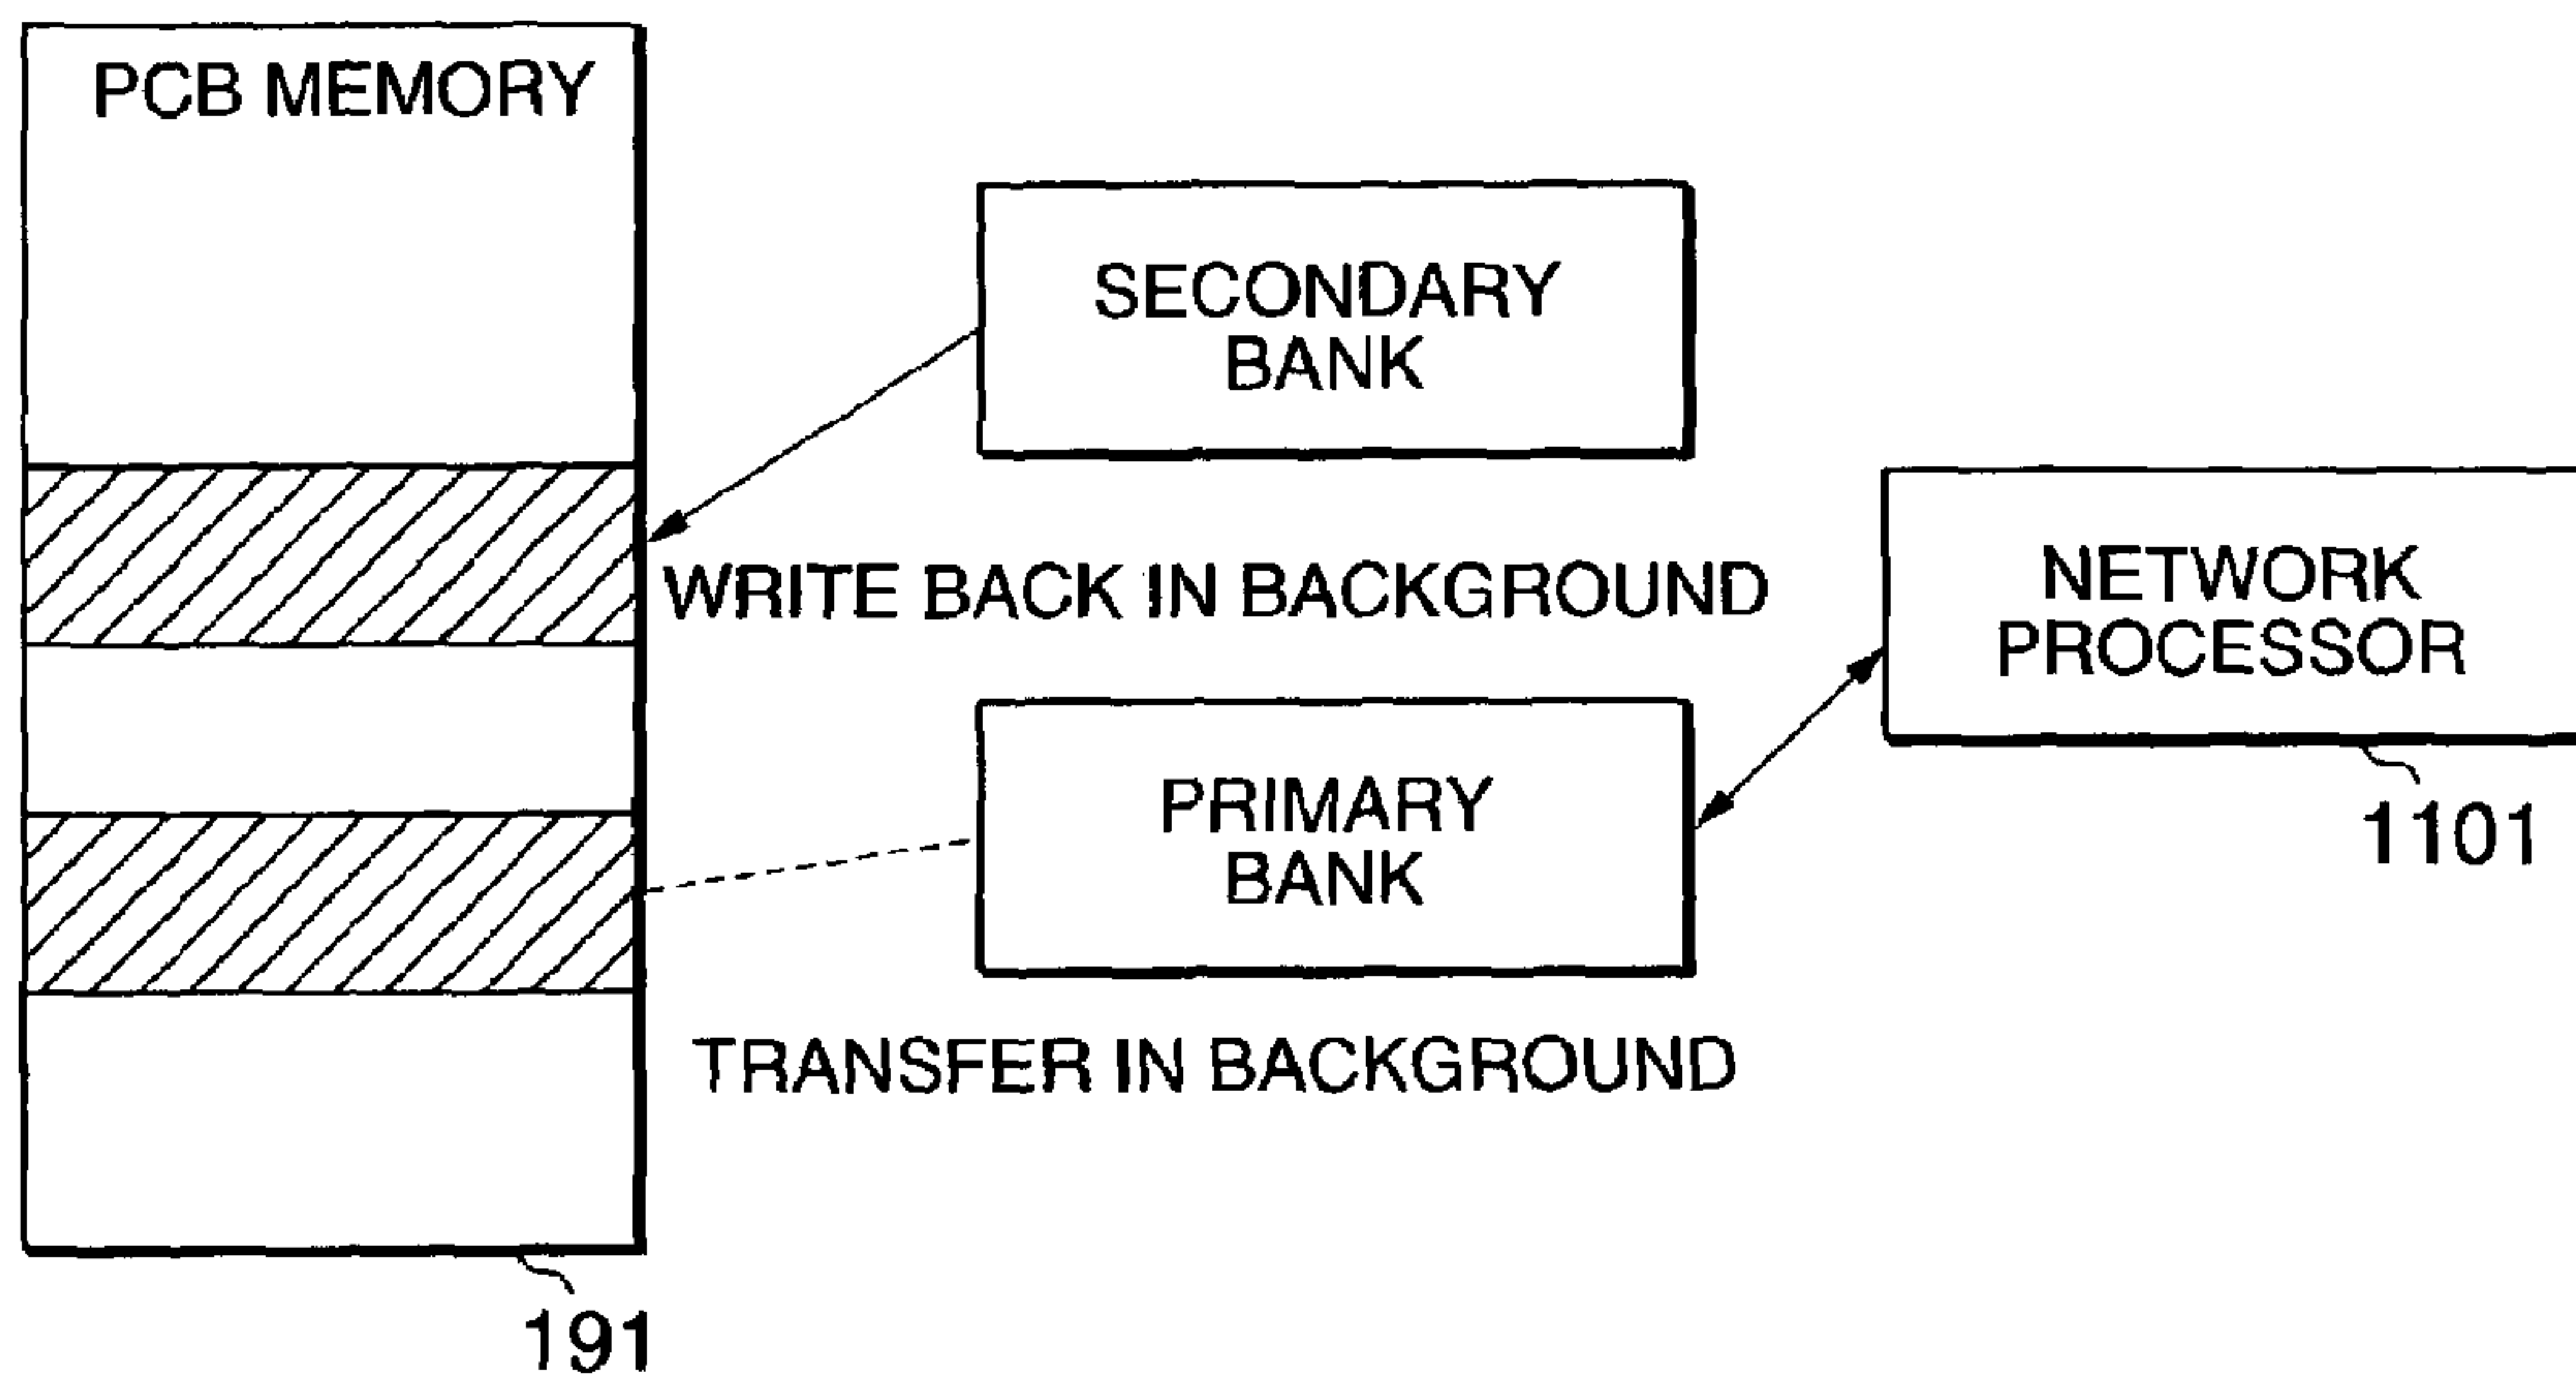 PCB MEMORY
SECONDARY
BANK
WRITE BACK IN BACKGROUND
NETWORK
PROCESSOR
1101
PRIMARY
BANK
TRANSFER IN BACKGROUND
191